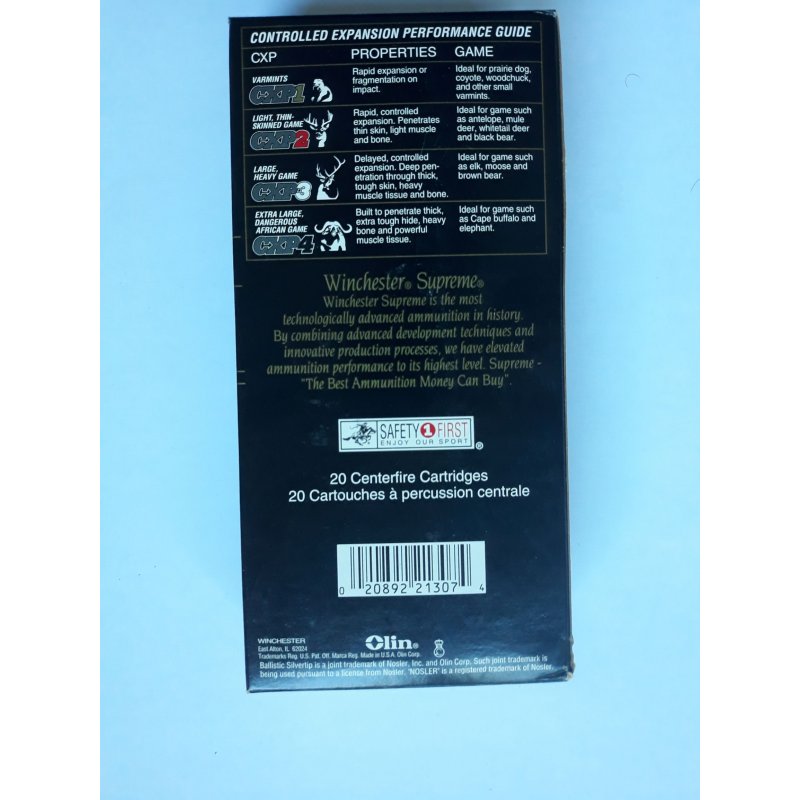 CONTROLLED EXPANSION PERFORMANCE GUIDE
CXP PROPERTIES GAME
VARMINTS
CXP1
Rapid expansion or
fragmentation on
impact.
Ideal for prairie dog,
coyote, woodchuck,
and other small
varmints.
LIGHT, THIN-
SKINNED GAME
CXP2
Rapid, controlled
expansion. Penetrates
thin skin, light muscle
and bone.
Ideal for game such
as antelope, mule
deer, whitetail deer
and black bear.
LARGE,
HEAVY GAME
CXP3
Delayed, controlled
expansion. Deep pen-
etration through thick,
tough skin, heavy
muscle tissue and bone.
Ideal for game such
as elk, moose and
brown bear.
EXTRA LARGE,
DANGEROUS
AFRICAN GAME
CXP4
Built to penetrate thick,
extra tough hide, heavy
bone and powerful
muscle tissue.
Ideal for game such
as Cape buffalo and
elephant.
Winchester® Supreme®
Winchester Supreme is the most
technologically advanced ammunition in history.
By combining advanced development techniques and
innovative production processes, we have elevated
ammunition performance to its highest level. Supreme -
"The Best Ammunition Money Can Buy".
SAFETY 1 FIRST
ENJOY OUR SPORT ®
20 Centerfire Cartridges
20 Cartouches à percussion centrale
0 20892 21307 4
WINCHESTER
East Alton, IL 62024
Olin®
Trademarks Reg. U.S. Pat. Off. Marca Reg. Made in U.S.A. Olin Corp.
Ballistic Silvertip is a joint trademark of Nosler, Inc. and Olin Corp. Such joint trademark is
being used pursuant to a license from Nosler. "NOSLER" is a registered trademark of Nosler.